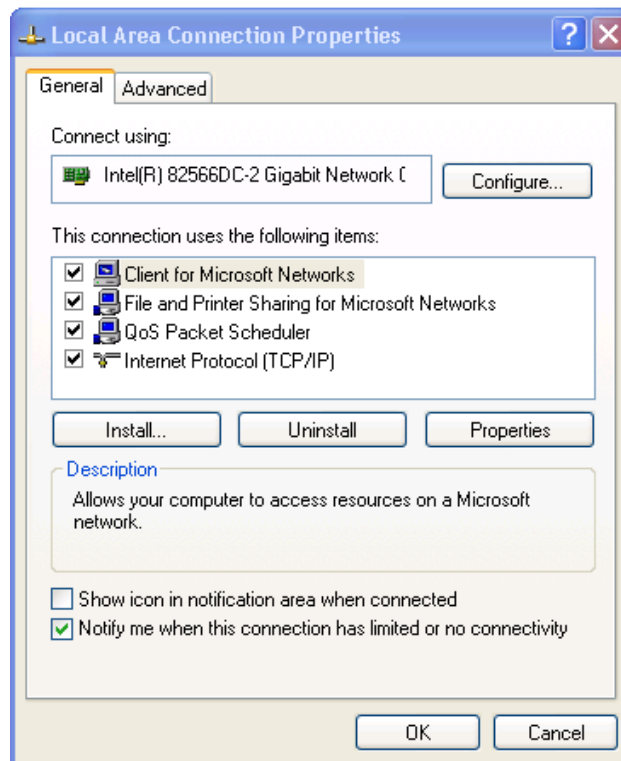 Local Area Connection Properties
General Advanced
Connect using:
Intel(R) 82566DC-2 Gigabit Network C
Configure...
This connection uses the following items:
Client for Microsoft Networks
File and Printer Sharing for Microsoft Networks
QoS Packet Scheduler
Internet Protocol (TCP/IP)
Install... Uninstall Properties
Description
Allows your computer to access resources on a Microsoft
network.
Show icon in notification area when connected
Notify me when this connection has limited or no connectivity
OK Cancel